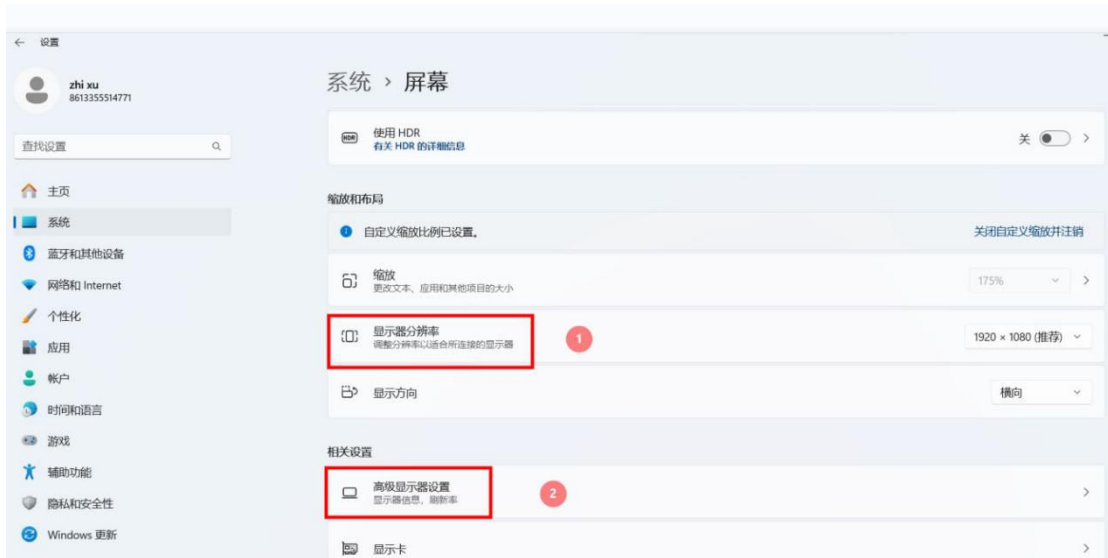 设置
zhi xu
8613355514771
查找设置
主页
系统
蓝牙和其他设备
网络和 Internet
个性化
应用
帐户
时间和语言
游戏
辅助功能
隐私和安全性
Windows 更新
系统 › 屏幕
HDR
使用 HDR
有关 HDR 的详细信息
关
缩放和布局
自定义缩放比例已设置。
关闭自定义缩放并注销
缩放
更改文本、应用和其他项目的大小
175%
显示器分辨率
调整分辨率以适合所连接的显示器
1
1920 × 1080 (推荐)
显示方向
横向
相关设置
高级显示器设置
显示器信息，刷新率
2
显示卡